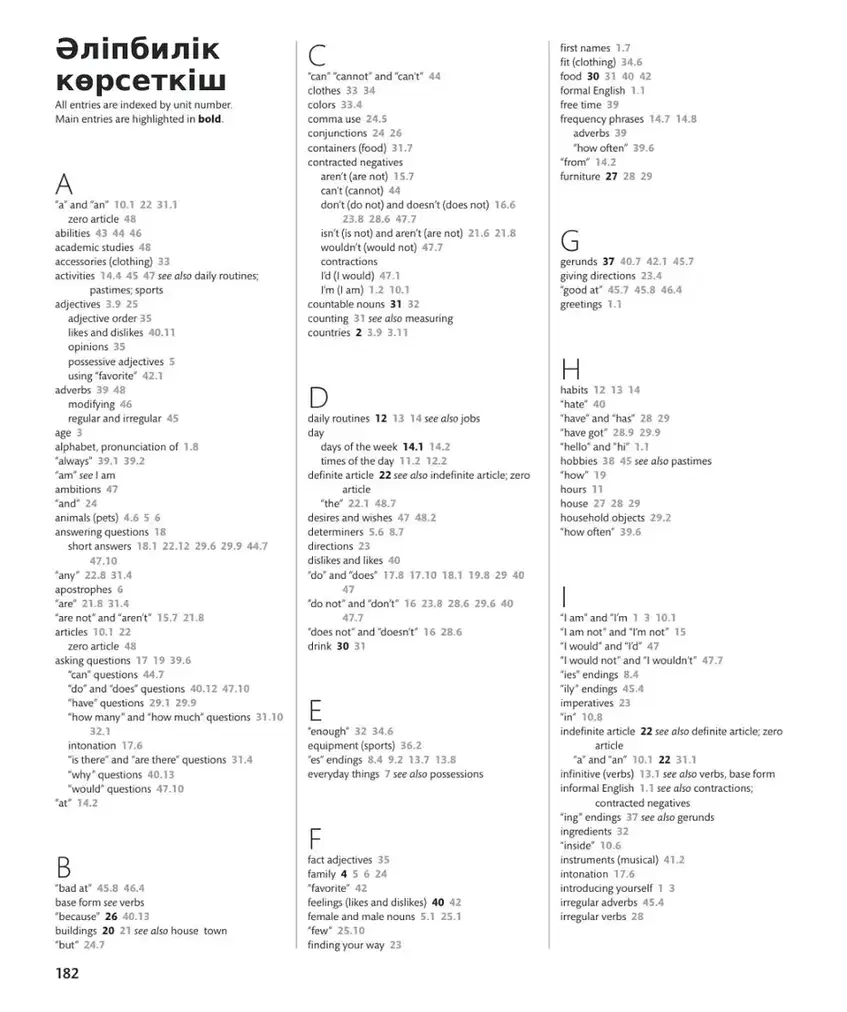 Әліпбилік
көрсеткіш
All entries are indexed by unit number.
Main entries are highlighted in bold.
A
"a" and "an" 10.1 22 31.1
zero article 48
abilities 43 44 46
academic studies 48
accessories (clothing) 33
activities 14.4 45 47 see also daily routines;
pastimes; sports
adjectives 3.9 25
adjective order 35
likes and dislikes 40.11
opinions 35
possessive adjectives 5
using "favorite" 42.1
adverbs 39 48
modifying 46
regular and irregular 45
age 3
alphabet, pronunciation of 1.8
"always" 39.1 39.2
"am" see I am
ambitions 47
"and" 24
animals (pets) 4.6 5 6
answering questions 18
short answers 18.1 22.12 29.6 29.9 44.7
47.10
"any" 22.8 31.4
apostrophes 6
"are" 21.8 31.4
"are not" and "aren't" 15.7 21.8
articles 10.1 22
zero article 48
asking questions 17 19 39.6
"can" questions 44.7
"do" and "does" questions 40.12 47.10
"have" questions 29.1 29.9
"how many" and "how much" questions 31.10
32.1
intonation 17.6
"is there" and "are there" questions 31.4
"why" questions 40.13
"would" questions 47.10
"at" 14.2
B
"bad at" 45.8 46.4
base form see verbs
"because" 26 40.13
buildings 20 21 see also house town
"but" 24.7
C
"can" "cannot" and "can't" 44
clothes 33 34
colors 33.4
comma use 24.5
conjunctions 24 26
containers (food) 31.7
contracted negatives
aren't (are not) 15.7
can't (cannot) 44
don't (do not) and doesn't (does not) 16.6
23.8 28.6 47.7
isn't (is not) and aren't (are not) 21.6 21.8
wouldn't (would not) 47.7
contractions
I'd (I would) 47.1
I'm (I am) 1.2 10.1
countable nouns 31 32
counting 31 see also measuring
countries 2 3.9 3.11
D
daily routines 12 13 14 see also jobs
day
days of the week 14.1 14.2
times of the day 11.2 12.2
definite article 22 see also indefinite article; zero
article
"the" 22.1 48.7
desires and wishes 47 48.2
determiners 5.6 8.7
directions 23
dislikes and likes 40
"do" and "does" 17.8 17.10 18.1 19.8 29 40
47
"do not" and "don't" 16 23.8 28.6 29.6 40
47.7
"does not" and "doesn't" 16 28.6
drink 30 31
E
"enough" 32 34.6
equipment (sports) 36.2
"es" endings 8.4 9.2 13.7 13.8
everyday things 7 see also possessions
F
fact adjectives 35
family 4 5 6 24
"favorite" 42
feelings (likes and dislikes) 40 42
female and male nouns 5.1 25.1
"few" 25.10
finding your way 23
first names 1.7
fit (clothing) 34.6
food 30 31 40 42
formal English 1.1
free time 39
frequency phrases 14.7 14.8
adverbs 39
"how often" 39.6
"from" 14.2
furniture 27 28 29
G
gerunds 37 40.7 42.1 45.7
giving directions 23.4
"good at" 45.7 45.8 46.4
greetings 1.1
H
habits 12 13 14
"hate" 40
"have" and "has" 28 29
"have got" 28.9 29.9
"hello" and "hi" 1.1
hobbies 38 45 see also pastimes
"how" 19
hours 11
house 27 28 29
household objects 29.2
"how often" 39.6
I
"I am" and "I'm 1 3 10.1
"I am not" and "I'm not" 15
"I would" and "I'd" 47
"I would not" and "I wouldn't" 47.7
"ies" endings 8.4
"ily" endings 45.4
imperatives 23
"in" 10.8
indefinite article 22 see also definite article; zero
article
"a" and "an" 10.1 22 31.1
infinitive (verbs) 13.1 see also verbs, base form
informal English 1.1 see also contractions;
contracted negatives
"ing" endings 37 see also gerunds
ingredients 32
"inside" 10.6
instruments (musical) 41.2
intonation 17.6
introducing yourself 1 3
irregular adverbs 45.4
irregular verbs 28
182